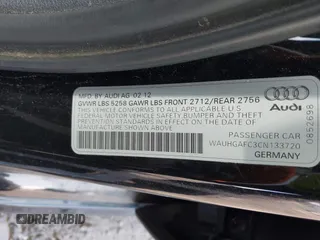 MFD. BY AUDI AG 02 12
GVWR LBS 5258 GAWR LBS FRONT 2712/REAR 2756
THIS VEHICLE CONFORMS TO ALL APPLICABLE U.S.
FEDERAL MOTOR VEHICLE SAFETY, BUMPER, AND
THEFT PREVENTION STANDARDS IN EFFECT ON THE
DATE OF MANUFACTURE SHOWN ABOVE.
Audi
PASSENGER CAR
WAUHGAFC3CN133720
GERMANY
0852698
DREAMBID